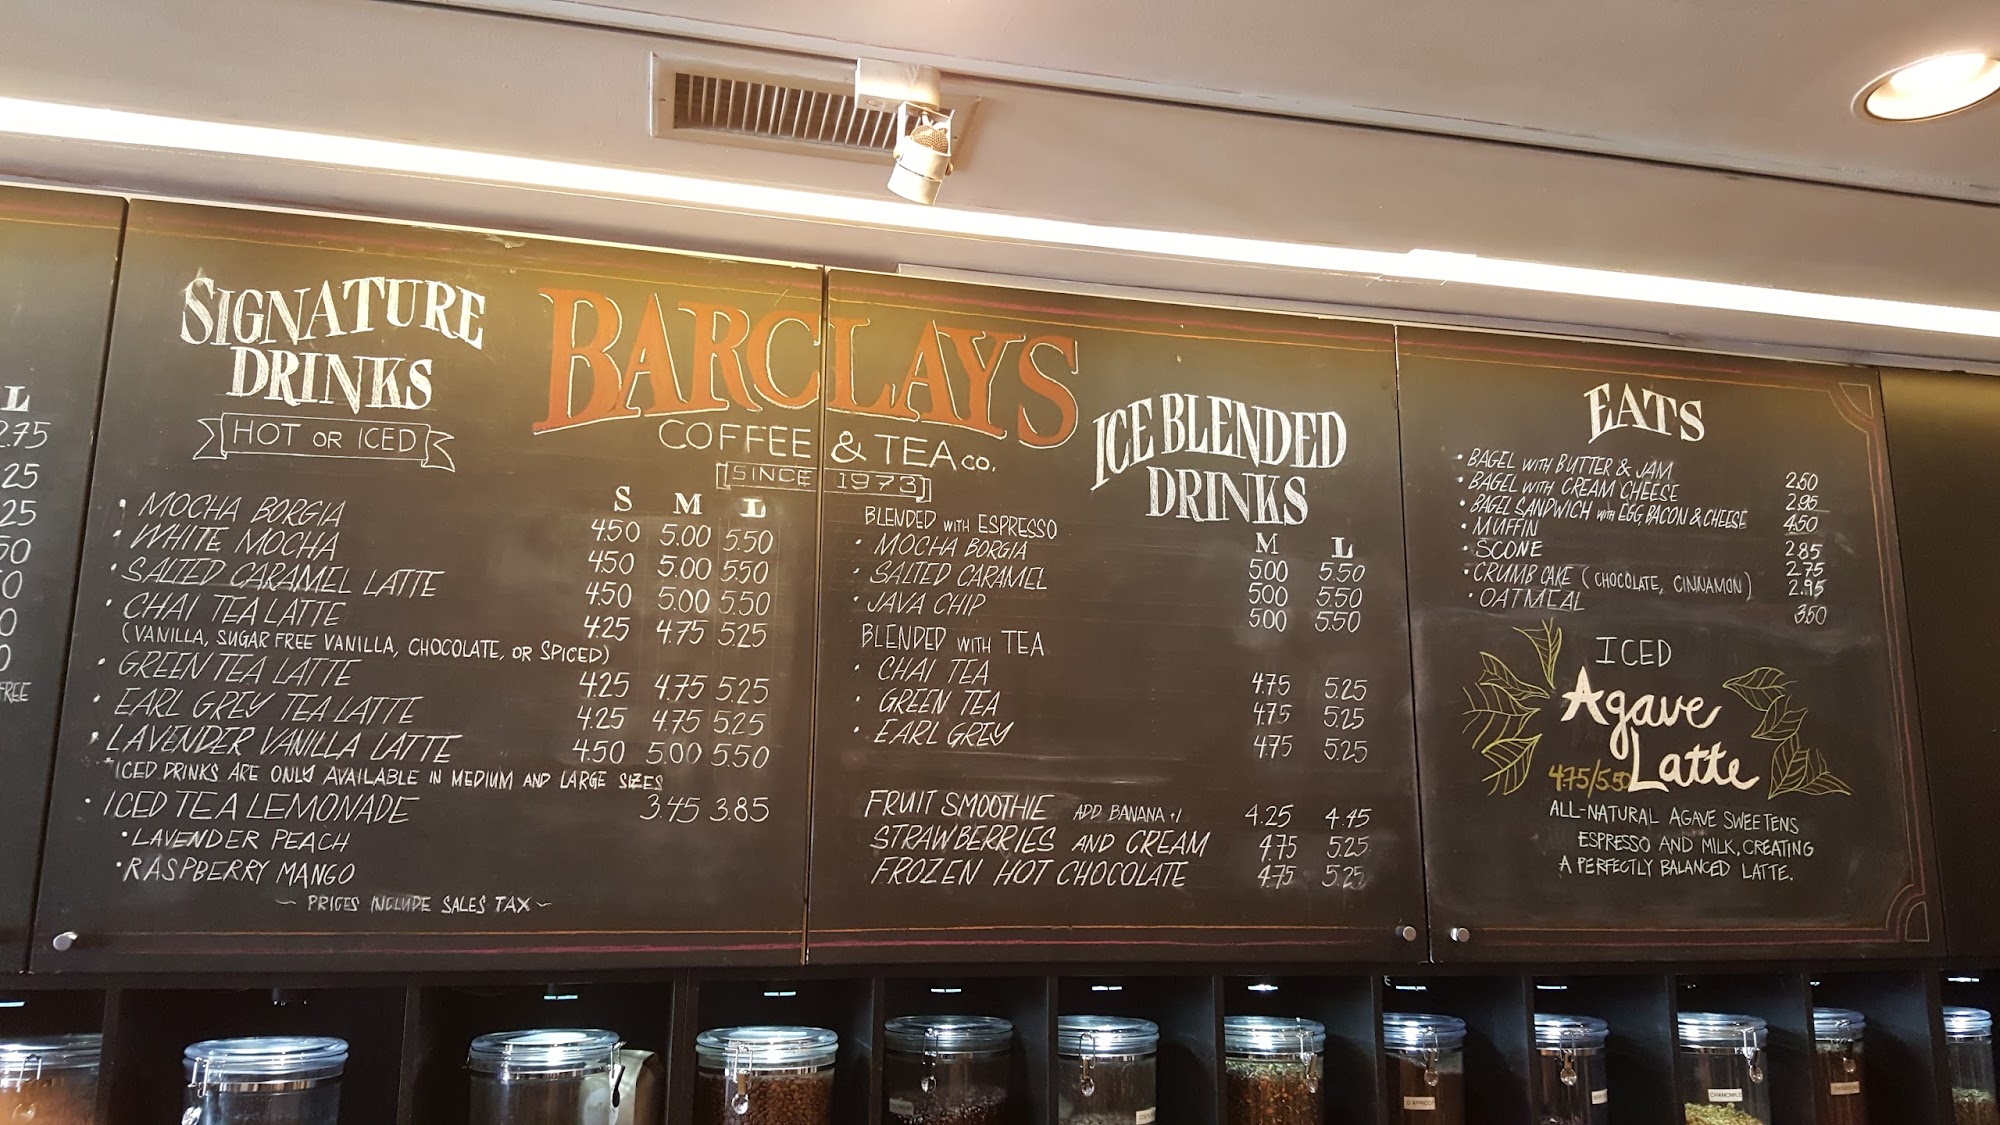 L
2.75
25
25
50
0
0
0
FREE
SIGNATURE
DRINKS
HOT OR ICED
BARCLAYS
COFFEE & TEA CO.
SINCE 1973
S M L
• MOCHA BORGIA 4.50 5.00 5.50
• WHITE MOCHA 4.50 5.00 5.50
• SALTED CARAMEL LATTE 4.50 5.00 5.50
• CHAI TEA LATTE 4.25 4.75 5.25
(VANILLA, SUGAR FREE VANILLA, CHOCOLATE, OR SPICED)
• GREEN TEA LATTE 4.25 4.75 5.25
• EARL GREY TEA LATTE 4.25 4.75 5.25
• LAVENDER VANILLA LATTE 4.50 5.00 5.50
*ICED DRINKS ARE ONLY AVAILABLE IN MEDIUM AND LARGE SIZES
• ICED TEA LEMONADE 3.45 3.85
• LAVENDER PEACH
• RASPBERRY MANGO
~ PRICES INCLUDE SALES TAX ~
ICE BLENDED
DRINKS
M L
BLENDED WITH ESPRESSO
• MOCHA BORGIA 5.00 5.50
• SALTED CARAMEL 5.00 5.50
• JAVA CHIP 5.00 5.50
BLENDED WITH TEA
• CHAI TEA 4.75 5.25
• GREEN TEA 4.75 5.25
• EARL GREY 4.75 5.25
FRUIT SMOOTHIE ADD BANANA +1 4.25 4.45
STRAWBERRIES AND CREAM 4.75 5.25
FROZEN HOT CHOCOLATE 4.75 5.25
EATS
• BAGEL WITH BUTTER & JAM 2.50
• BAGEL WITH CREAM CHEESE 2.95
• BAGEL SANDWICH WITH EGG, BACON & CHEESE 4.50
• MUFFIN 2.85
• SCONE 2.75
• CRUMB CAKE (CHOCOLATE, CINNAMON) 2.95
• OATMEAL 3.50
ICED
Agave
Latte
4.75/5.50
ALL-NATURAL AGAVE SWEETENS
ESPRESSO AND MILK, CREATING
A PERFECTLY BALANCED LATTE.
CHAMOMILE